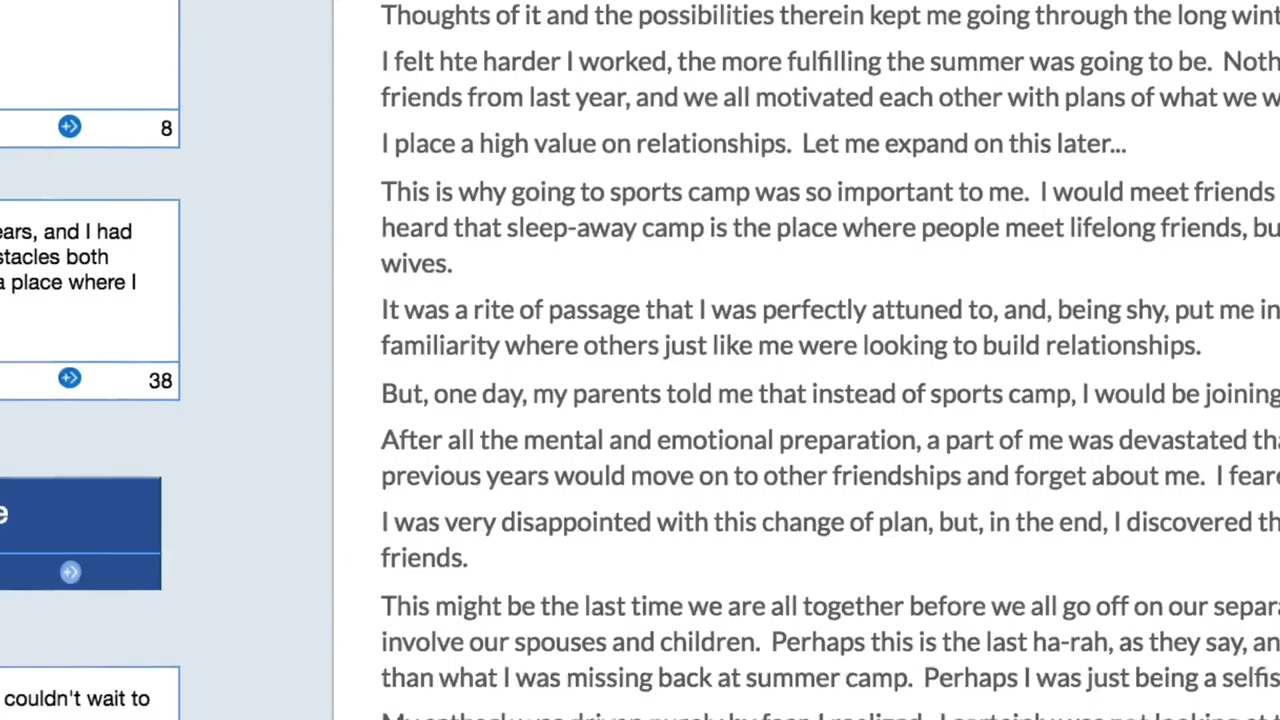 8
ears, and I had
stacles both
a place where I
38
e
couldn't wait to
Thoughts of it and the possibilities therein kept me going through the long wint
I felt hte harder I worked, the more fulfilling the summer was going to be.  Noth
friends from last year, and we all motivated each other with plans of what we w
I place a high value on relationships.  Let me expand on this later...
This is why going to sports camp was so important to me.  I would meet friends
heard that sleep-away camp is the place where people meet lifelong friends, bu
wives.
It was a rite of passage that I was perfectly attuned to, and, being shy, put me in
familiarity where others just like me were looking to build relationships.
But, one day, my parents told me that instead of sports camp, I would be joining
After all the mental and emotional preparation, a part of me was devastated tha
previous years would move on to other friendships and forget about me.  I feare
I was very disappointed with this change of plan, but, in the end, I discovered th
friends.
This might be the last time we are all together before we all go off on our separa
involve our spouses and children.  Perhaps this is the last ha-rah, as they say, an
than what I was missing back at summer camp.  Perhaps I was just being a selfis